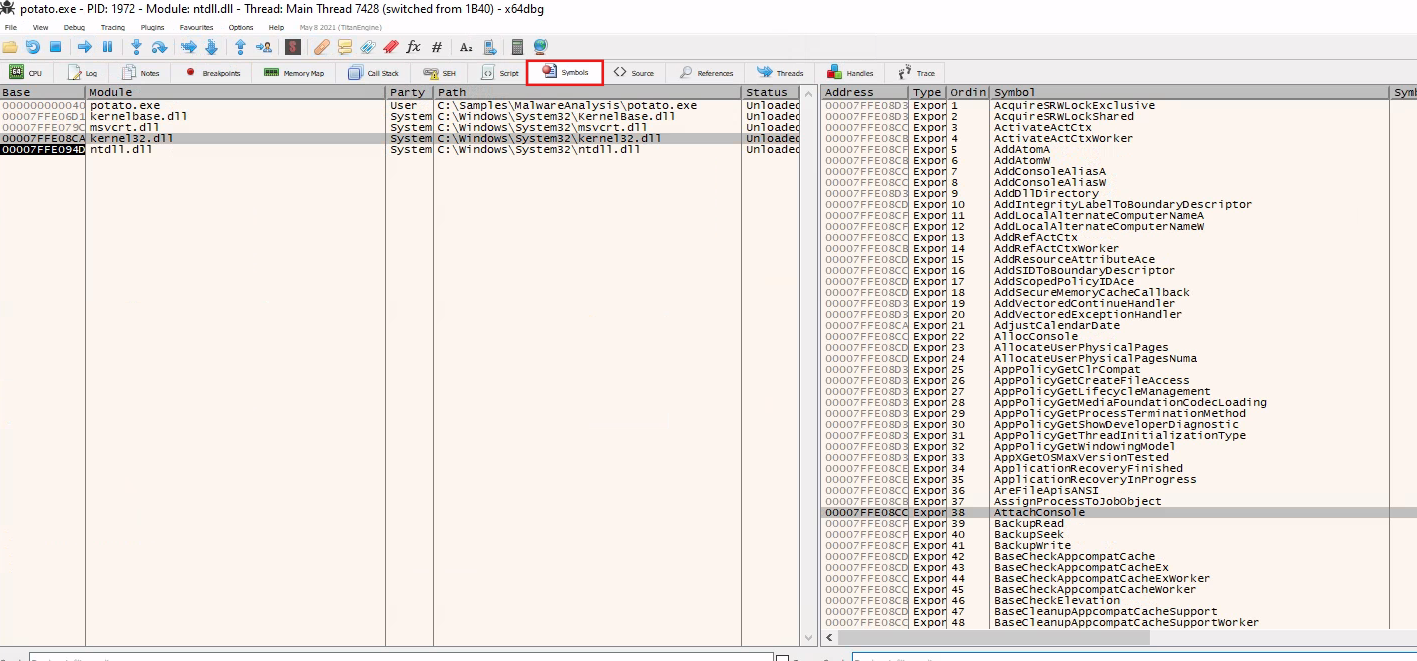 potato.exe - PID: 1972 - Module: ntdll.dll - Thread: Main Thread 7428 (switched from 1B40) - x64dbg
File View Debug Tracing Plugins Favourites Options Help May 8 2021 (TitanEngine)
CPU Log Notes Breakpoints Memory Map Call Stack SEH Script Symbols Source References Threads Handles Trace
Base Module Party Path Status
000000000040 potato.exe User C:\Samples\MalwareAnalysis\potato.exe Unloaded
00007FFE06D1 kernelbase.dll System C:\Windows\System32\KernelBase.dll Unloaded
00007FFE079C msvcrt.dll System C:\Windows\System32\msvcrt.dll Unloaded
00007FFE08CA kernel32.dll System C:\Windows\System32\kernel32.dll Unloaded
00007FFE094D ntdll.dll System C:\Windows\System32\ntdll.dll Unloaded
Address Type Ordin Symbol Symb
00007FFE08D3 Expor 1 AcquireSRWLockExclusive
00007FFE08D3 Expor 2 AcquireSRWLockShared
00007FFE08CC Expor 3 ActivateActCtx
00007FFE08CB Expor 4 ActivateActCtxWorker
00007FFE08CF Expor 5 AddAtomA
00007FFE08CB Expor 6 AddAtomW
00007FFE08CC Expor 7 AddConsoleAliasA
00007FFE08CC Expor 8 AddConsoleAliasW
00007FFE08D3 Expor 9 AddDllDirectory
00007FFE08CD Expor 10 AddIntegrityLabelToBoundaryDescriptor
00007FFE08CF Expor 11 AddLocalAlternateComputerNameA
00007FFE08CF Expor 12 AddLocalAlternateComputerNameW
00007FFE08CC Expor 13 AddRefActCtx
00007FFE08CB Expor 14 AddRefActCtxWorker
00007FFE08CD Expor 15 AddResourceAttributeAce
00007FFE08CC Expor 16 AddSIDToBoundaryDescriptor
00007FFE08CD Expor 17 AddScopedPolicyIDAce
00007FFE08CD Expor 18 AddSecureMemoryCacheCallback
00007FFE08D3 Expor 19 AddVectoredContinueHandler
00007FFE08D3 Expor 20 AddVectoredExceptionHandler
00007FFE08CA Expor 21 AdjustCalendarDate
00007FFE08CC Expor 22 AllocConsole
00007FFE08CD Expor 23 AllocateUserPhysicalPages
00007FFE08CD Expor 24 AllocateUserPhysicalPagesNuma
00007FFE08D3 Expor 25 AppPolicyGetClrCompat
00007FFE08D3 Expor 26 AppPolicyGetCreateFileAccess
00007FFE08D3 Expor 27 AppPolicyGetLifecycleManagement
00007FFE08D3 Expor 28 AppPolicyGetMediaFoundationCodecLoading
00007FFE08D3 Expor 29 AppPolicyGetProcessTerminationMethod
00007FFE08D3 Expor 30 AppPolicyGetShowDeveloperDiagnostic
00007FFE08D3 Expor 31 AppPolicyGetThreadInitializationType
00007FFE08D3 Expor 32 AppPolicyGetWindowingModel
00007FFE08D3 Expor 33 AppXGetOSMaxVersionTested
00007FFE08CE Expor 34 ApplicationRecoveryFinished
00007FFE08CE Expor 35 ApplicationRecoveryInProgress
00007FFE08CC Expor 36 AreFileApisANSI
00007FFE08CB Expor 37 AssignProcessToJobObject
00007FFE08CC Expor 38 AttachConsole
00007FFE08CF Expor 39 BackupRead
00007FFE08CF Expor 40 BackupSeek
00007FFE08CF Expor 41 BackupWrite
00007FFE08CD Expor 42 BaseCheckAppcompatCache
00007FFE08CD Expor 43 BaseCheckAppcompatCacheEx
00007FFE08CC Expor 44 BaseCheckAppcompatCacheExWorker
00007FFE08CC Expor 45 BaseCheckAppcompatCacheWorker
00007FFE08CB Expor 46 BaseCheckElevation
00007FFE08CD Expor 47 BaseCleanupAppcompatCacheSupport
00007FFE08CC Expor 48 BaseCleanupAppcompatCacheSupportWorker